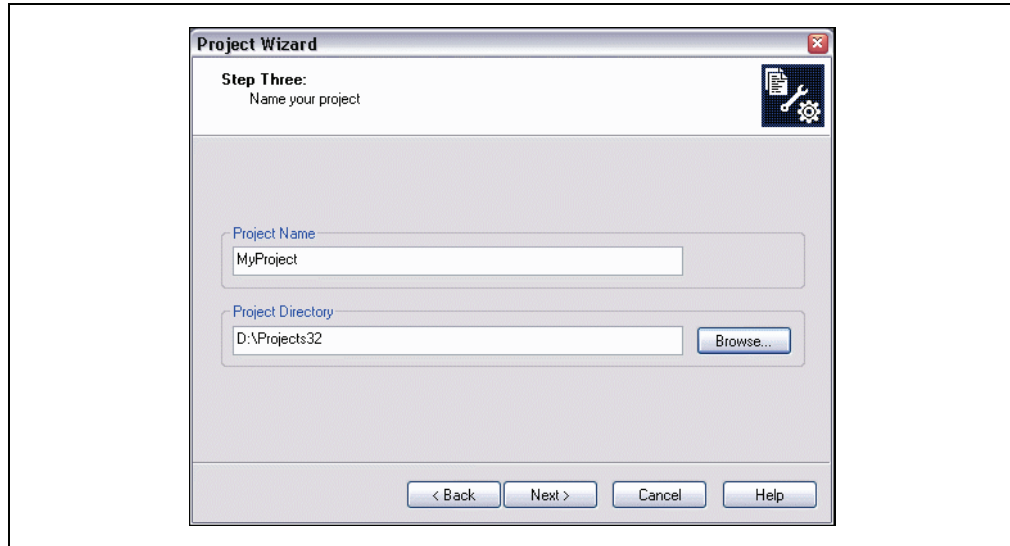 Project Wizard
Step Three:
Name your project
Project Name
MyProject
Project Directory
D:\Projects32
Browse...
< Back
Next >
Cancel
Help